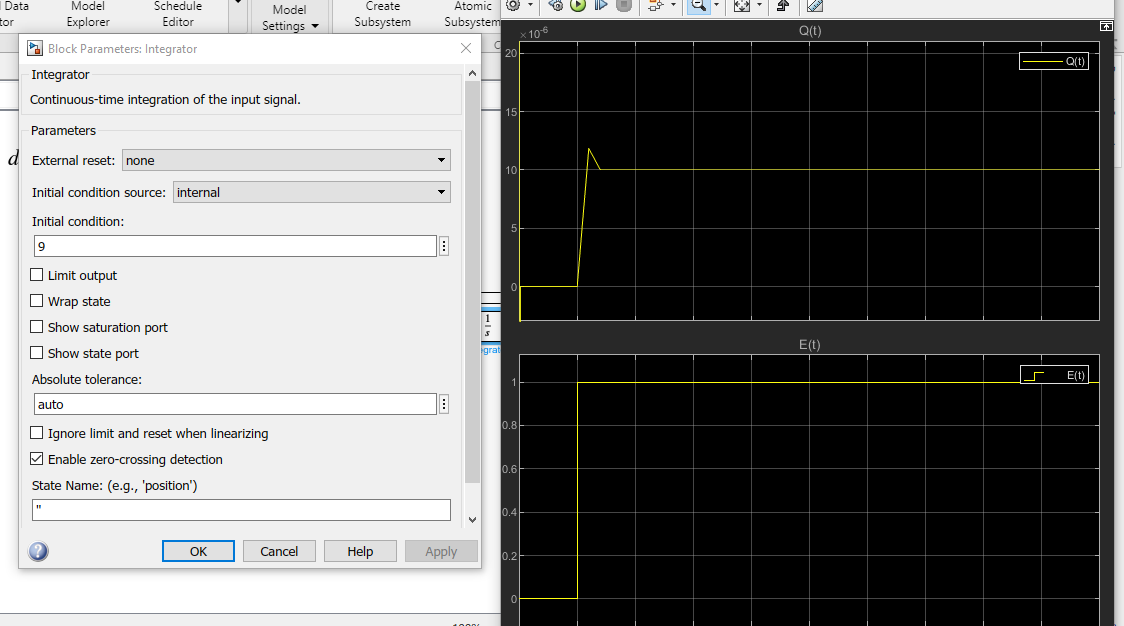 Data
tor
Model
Explorer
Schedule
Editor
Model
Settings
Create
Subsystem
Atomic
Subsystem
Block Parameters: Integrator
Integrator
Continuous-time integration of the input signal.
Parameters
External reset:
none
Initial condition source:
internal
Initial condition:
9
Limit output
Wrap state
Show saturation port
Show state port
Absolute tolerance:
auto
Ignore limit and reset when linearizing
Enable zero-crossing detection
State Name: (e.g., 'position')
''
OK
Cancel
Help
Apply
d
1
s
egrat
×10-6
Q(t)
Q(t)
20
15
10
5
0
E(t)
E(t)
1
0.8
0.6
0.4
0.2
0